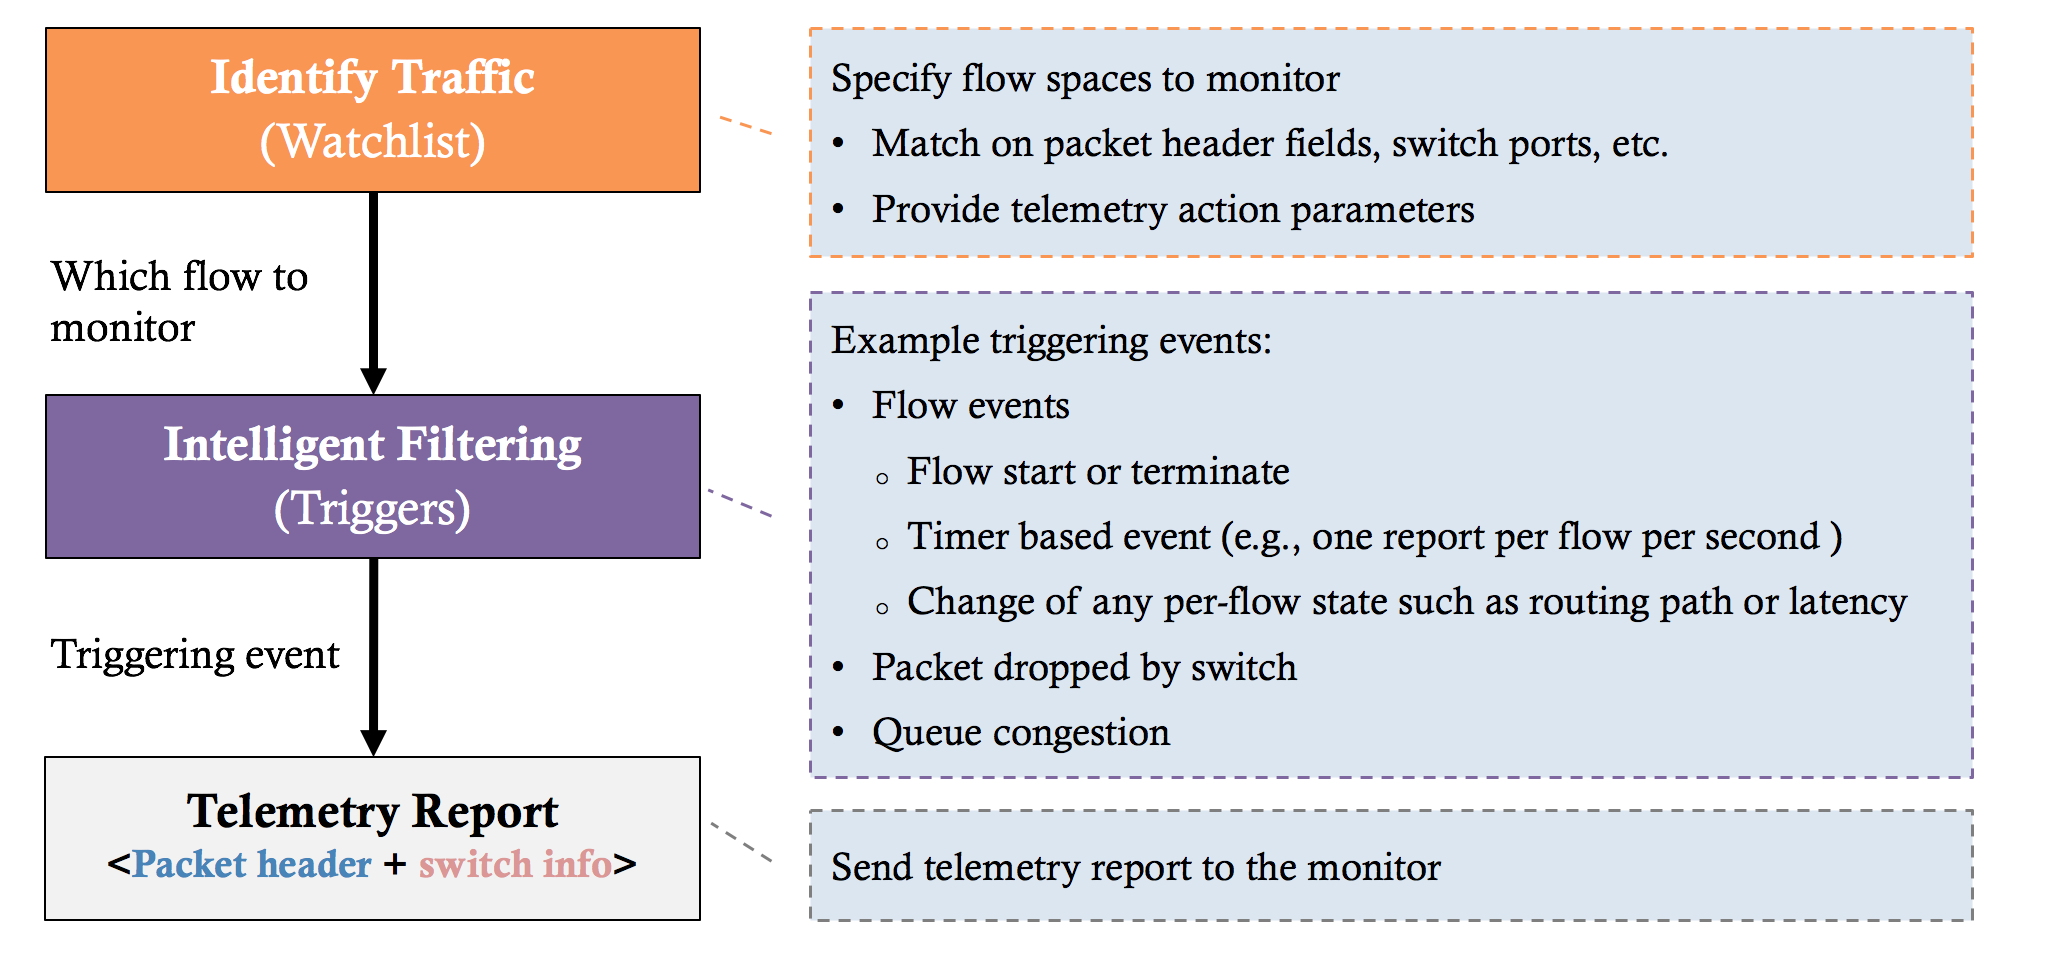 Identify Traffic
(Watchlist)
Which flow to
monitor
Intelligent Filtering
(Triggers)
Triggering event
Telemetry Report
<Packet header + switch info>
Specify flow spaces to monitor
• Match on packet header fields, switch ports, etc.
• Provide telemetry action parameters
Example triggering events:
• Flow events
○ Flow start or terminate
○ Timer based event (e.g., one report per flow per second )
○ Change of any per-flow state such as routing path or latency
• Packet dropped by switch
• Queue congestion
Send telemetry report to the monitor